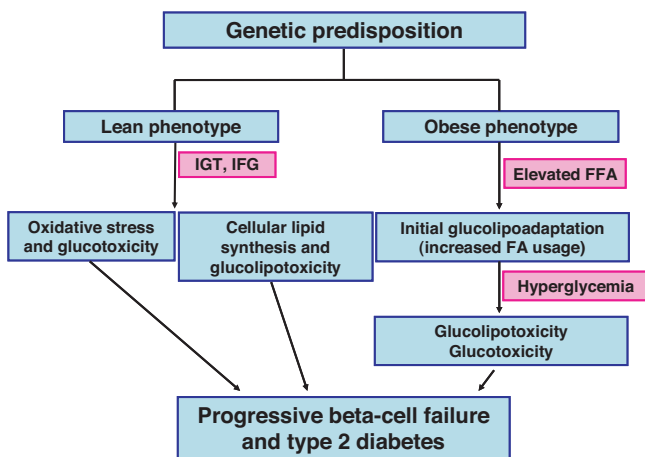 Genetic predisposition
Lean phenotype
Obese phenotype
IGT, IFG
Elevated FFA
Oxidative stress
and glucotoxicity
Cellular lipid
synthesis and
glucolipotoxicity
Initial glucolipoadaptation
(increased FA usage)
Hyperglycemia
Glucolipotoxicity
Glucotoxicity
Progressive beta-cell failure
and type 2 diabetes